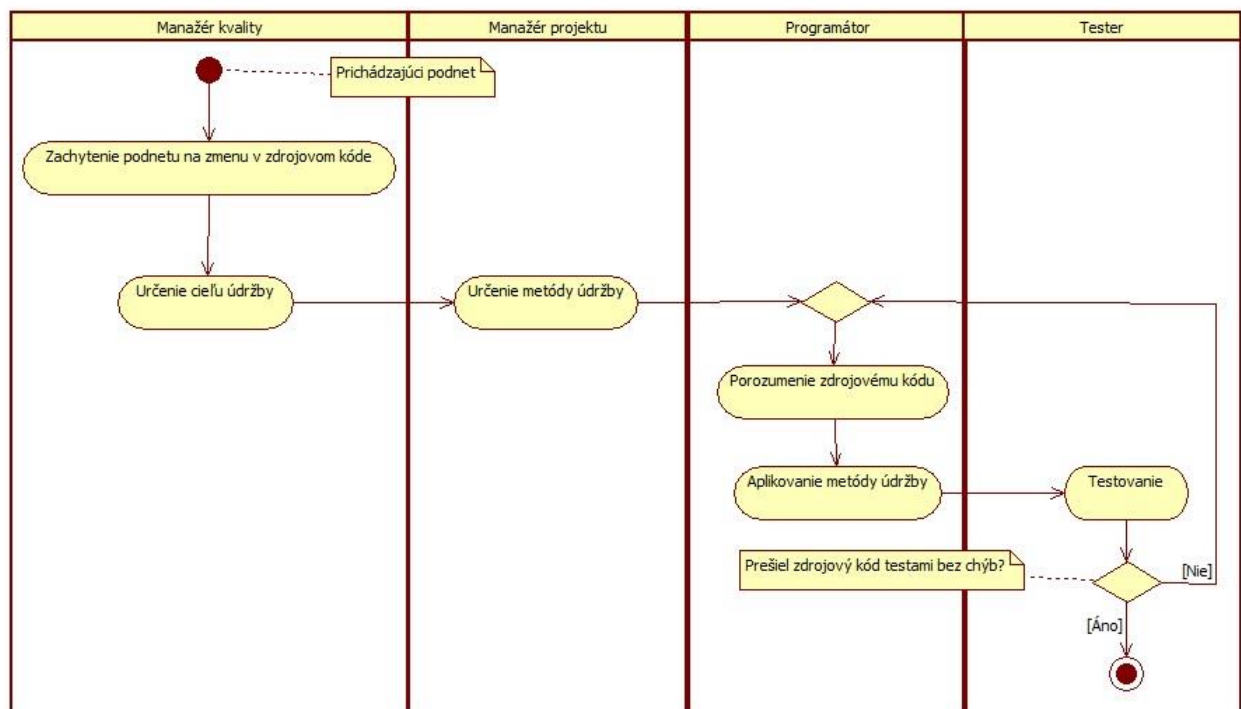 Manažér kvality
Manažér projektu
Programátor
Tester
Prichádzajúci podnet
Zachytenie podnetu na zmenu v zdrojovom kóde
Určenie cieľu údržby
Určenie metódy údržby
Porozumenie zdrojovému kódu
Aplikovanie metódy údržby
Testovanie
Prešiel zdrojový kód testami bez chýb?
[Nie]
[Áno]